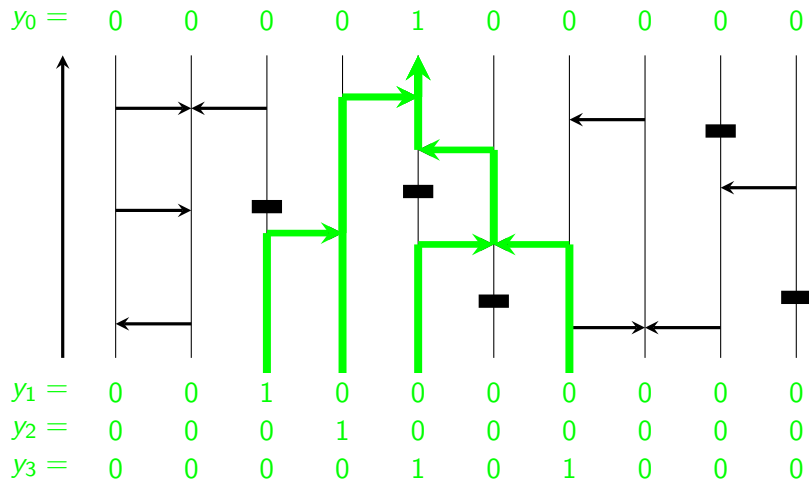 y₀ = 0 0 0 0 1 0 0 0 0 0
y₁ = 0 0 1 0 0 0 0 0 0 0
y₂ = 0 0 0 1 0 0 0 0 0 0
y₃ = 0 0 0 0 1 0 1 0 0 0